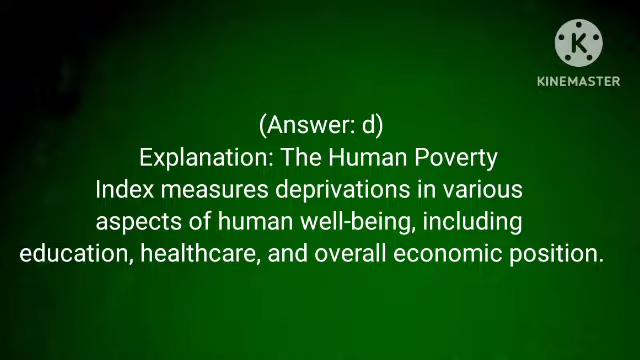 K
KINEMASTER
(Answer: d)
Explanation: The Human Poverty
Index measures deprivations in various
aspects of human well-being, including
education, healthcare, and overall economic position.